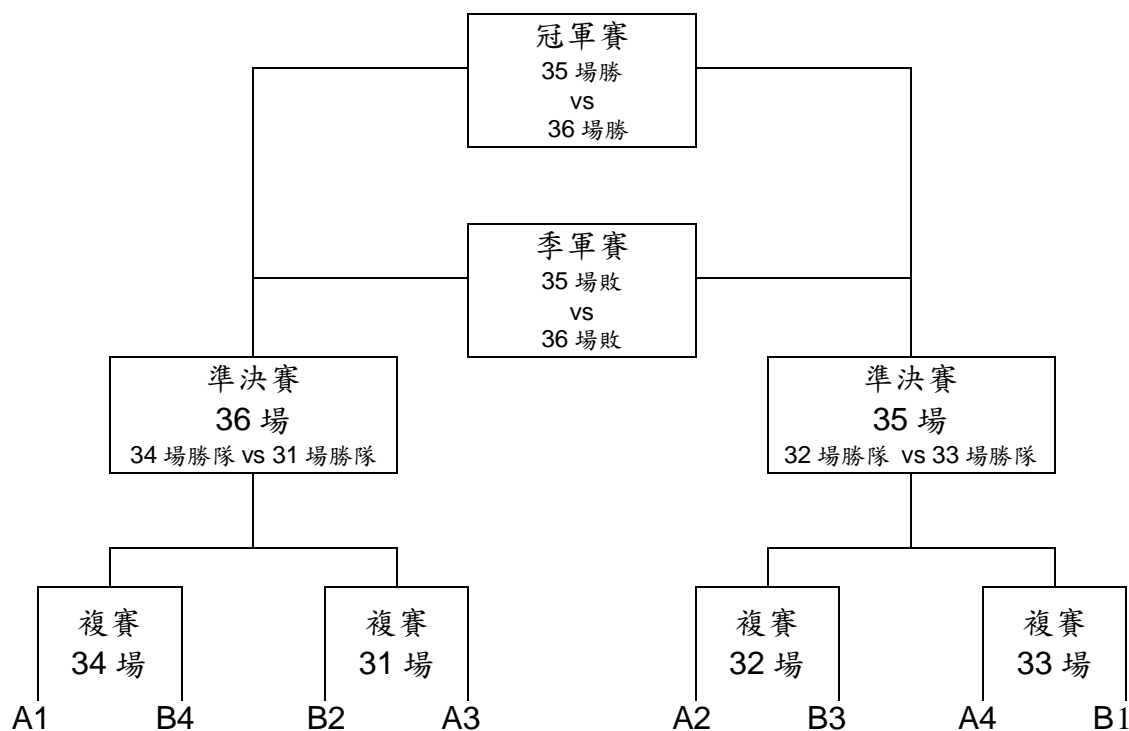 冠軍賽
35 場勝
vs
36 場勝
季軍賽
35 場敗
vs
36 場敗
準決賽
36 場
34 場勝隊 vs 31 場勝隊
準決賽
35 場
32 場勝隊 vs 33 場勝隊
複賽
34 場
複賽
31 場
複賽
32 場
複賽
33 場
A1
B4
B2
A3
A2
B3
A4
B1